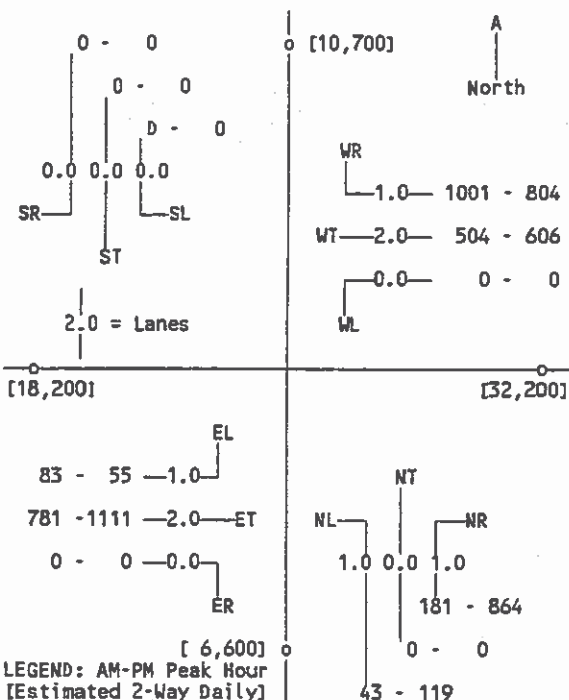 0 - 0
[10,700]
A
North
0 - 0
D - 0
0.0 0.0 0.0
SR
SL
ST
2.0 = Lanes
WR
1.0 1001 - 804
WT 2.0 504 - 606
0.0 0 - 0
WL
[18,200]
[32,200]
EL
83 - 55 1.0
781 -1111 2.0 ET
0 - 0 0.0
ER
NT
NL
NR
1.0 0.0 1.0
181 - 864
[ 6,600]
0 - 0
LEGEND: AM-PM Peak Hour
[Estimated 2-Way Daily]
43 - 119